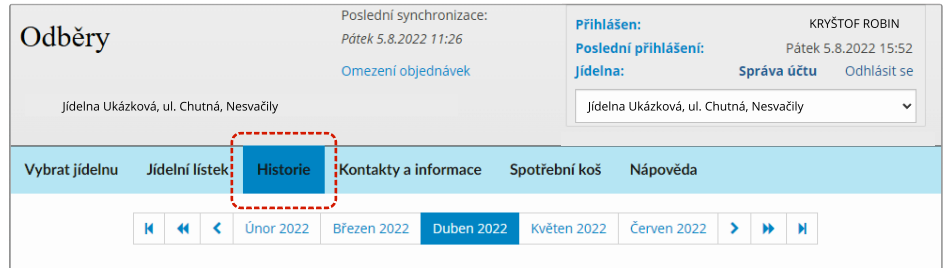 Odběry
Poslední synchronizace:
Pátek 5.8.2022 11:26
Omezení objednávek
Jídelna Ukázková, ul. Chutná, Nesvačily
Přihlášen: KRYŠTOF ROBIN
Poslední přihlášení: Pátek 5.8.2022 15:52
Jídelna: Správa účtu Odhlásit se
Jídelna Ukázková, ul. Chutná, Nesvačily
Vybrat jídelnu Jídelní lístek Historie Kontakty a informace Spotřební koš Nápověda
Únor 2022 Březen 2022 Duben 2022 Květen 2022 Červen 2022